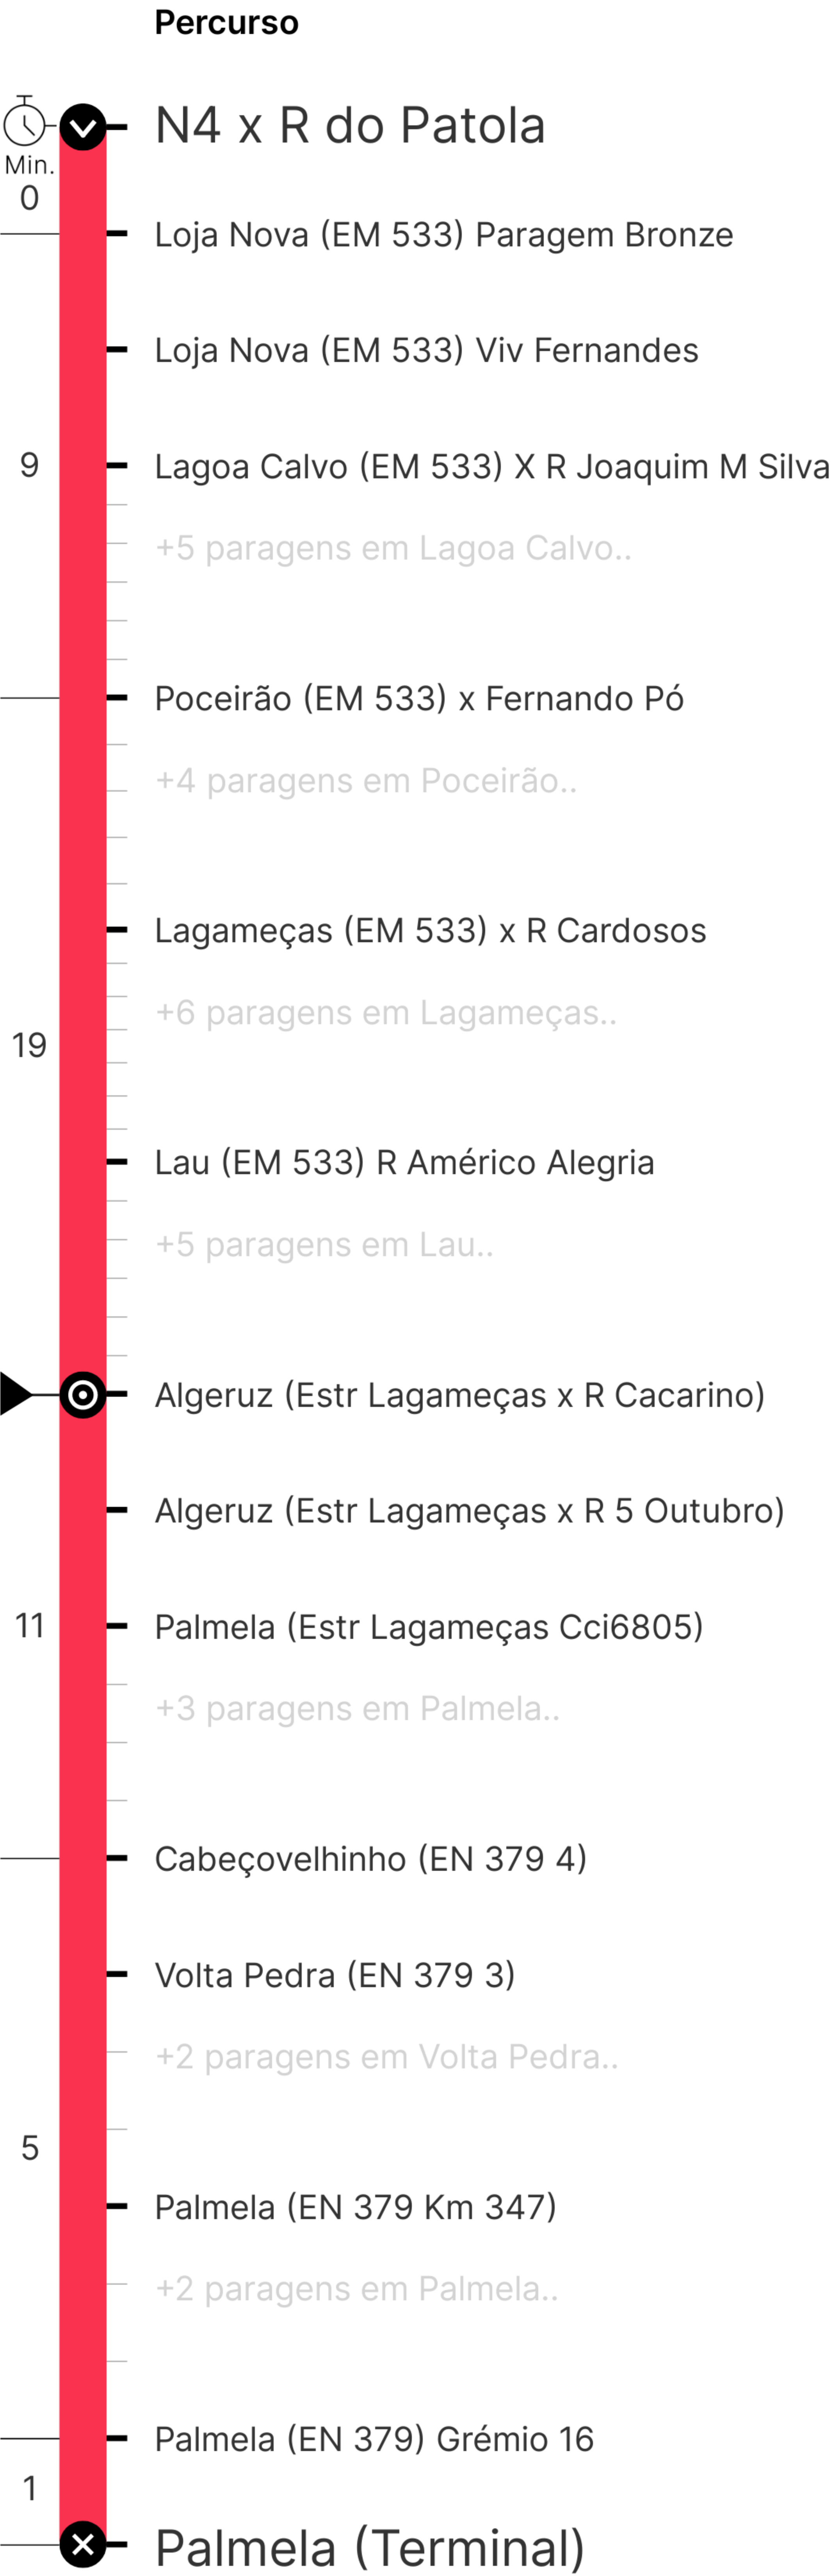 Percurso
N4 x R do Patola
Min.
0
Loja Nova (EM 533) Paragem Bronze
Loja Nova (EM 533) Viv Fernandes
9
Lagoa Calvo (EM 533) X R Joaquim M Silva
+5 paragens em Lagoa Calvo..
Poceirão (EM 533) x Fernando Pó
+4 paragens em Poceirão..
Lagameças (EM 533) x R Cardosos
+6 paragens em Lagameças..
19
Lau (EM 533) R Américo Alegria
+5 paragens em Lau..
Algeruz (Estr Lagameças x R Cacarino)
Algeruz (Estr Lagameças x R 5 Outubro)
11
Palmela (Estr Lagameças Cci6805)
+3 paragens em Palmela..
Cabeçovelhinho (EN 379 4)
Volta Pedra (EN 379 3)
+2 paragens em Volta Pedra..
5
Palmela (EN 379 Km 347)
+2 paragens em Palmela..
Palmela (EN 379) Grémio 16
1
Palmela (Terminal)